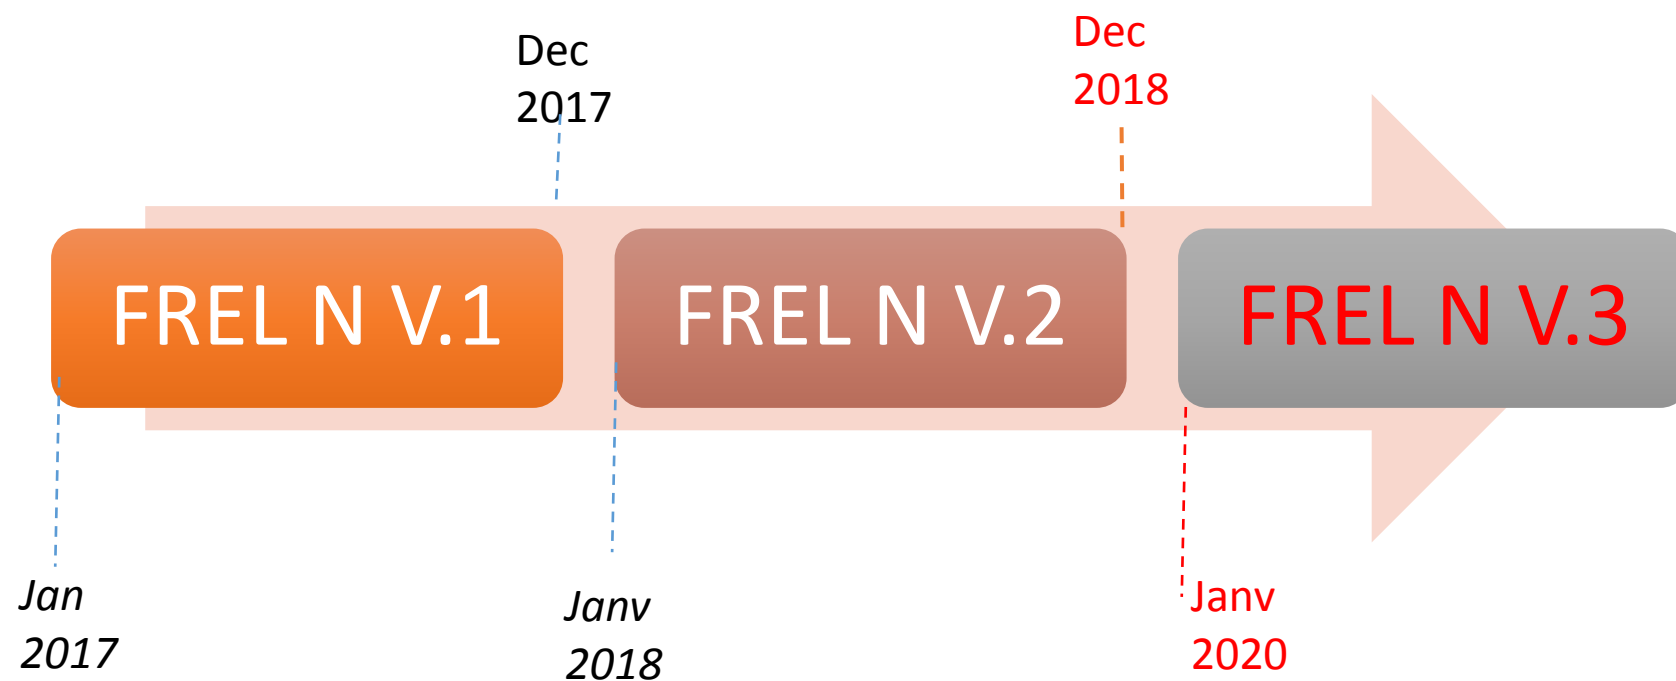 Dec
2017
Dec
2018
FREL N V.1
FREL N V.2
FREL N V.3
Jan
2017
Janv
2018
Janv
2020